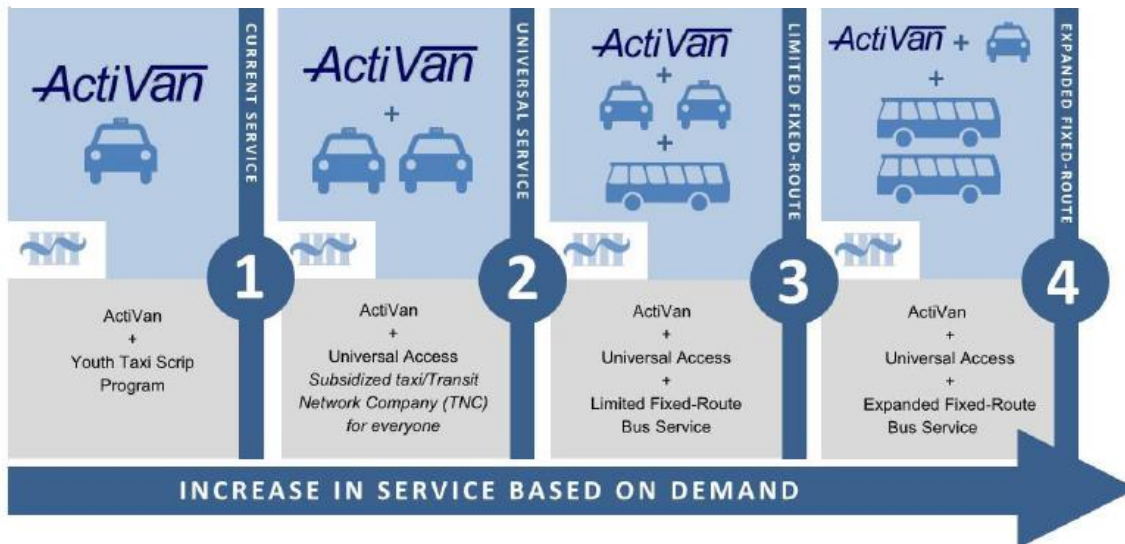 ActiVan
CURRENT SERVICE
1
ActiVan
+
Youth Taxi Scrip
Program
ActiVan
+
UNIVERSAL SERVICE
2
ActiVan
+
Universal Access
Subsidized taxi/Transit
Network Company (TNC)
for everyone
ActiVan
+
+
LIMITED FIXED-ROUTE
3
ActiVan
+
Universal Access
+
Limited Fixed-Route
Bus Service
ActiVan +
+
EXPANDED FIXED-ROUTE
4
ActiVan
+
Universal Access
+
Expanded Fixed-Route
Bus Service
INCREASE IN SERVICE BASED ON DEMAND